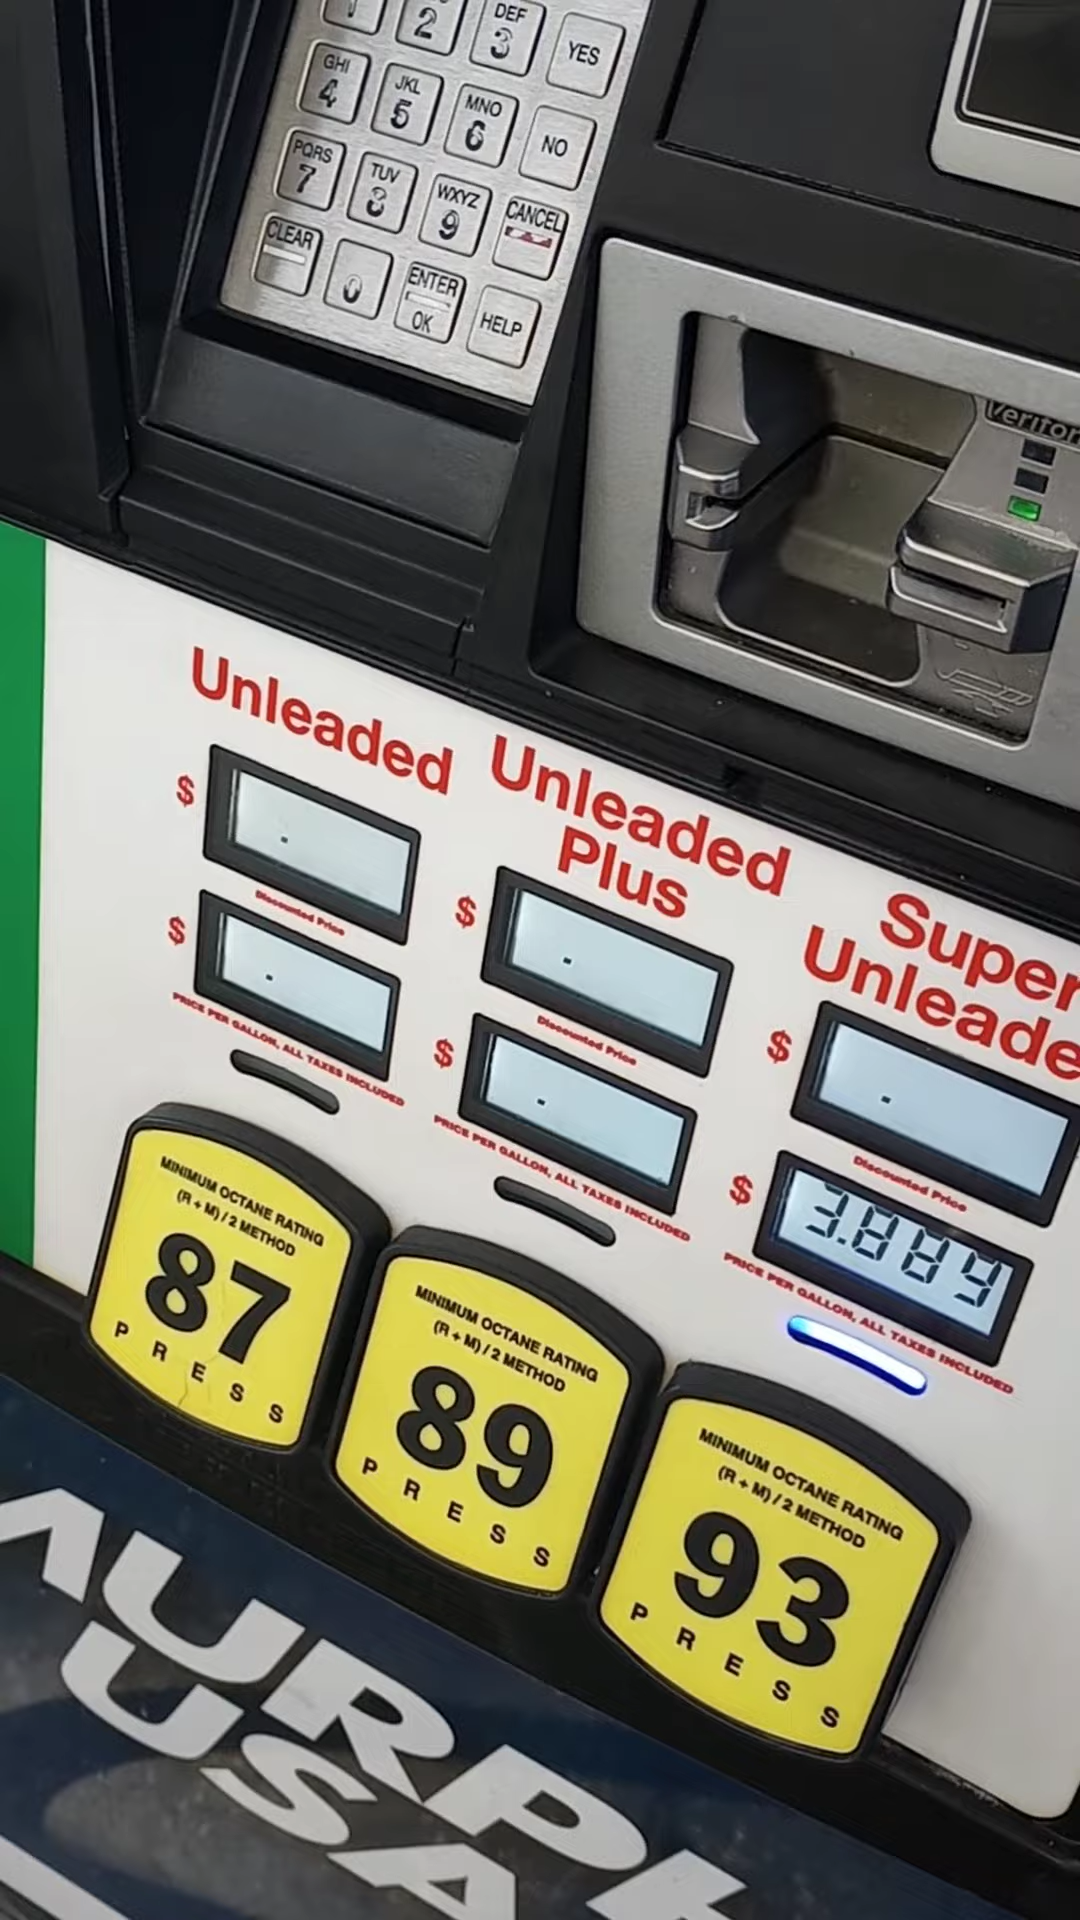 1
2
DEF
3
YES
GHI
4
JKL
5
MNO
6
NO
PQRS
7
TUV
8
WXYZ
9
CANCEL
CLEAR
0
ENTER
OK
HELP
Unleaded
$
Discounted Price
$
PRICE PER GALLON, ALL TAXES INCLUDED
Unleaded
Plus
$
Discounted Price
$
PRICE PER GALLON, ALL TAXES INCLUDED
Super
Unleade
$
Discounted Price
$
3.889
PRICE PER GALLON, ALL TAXES INCLUDED
MINIMUM OCTANE RATING
(R + M) / 2 METHOD
87
PRESS
MINIMUM OCTANE RATING
(R + M) / 2 METHOD
89
PRESS
MINIMUM OCTANE RATING
(R + M) / 2 METHOD
93
PRESS
URPH
USA